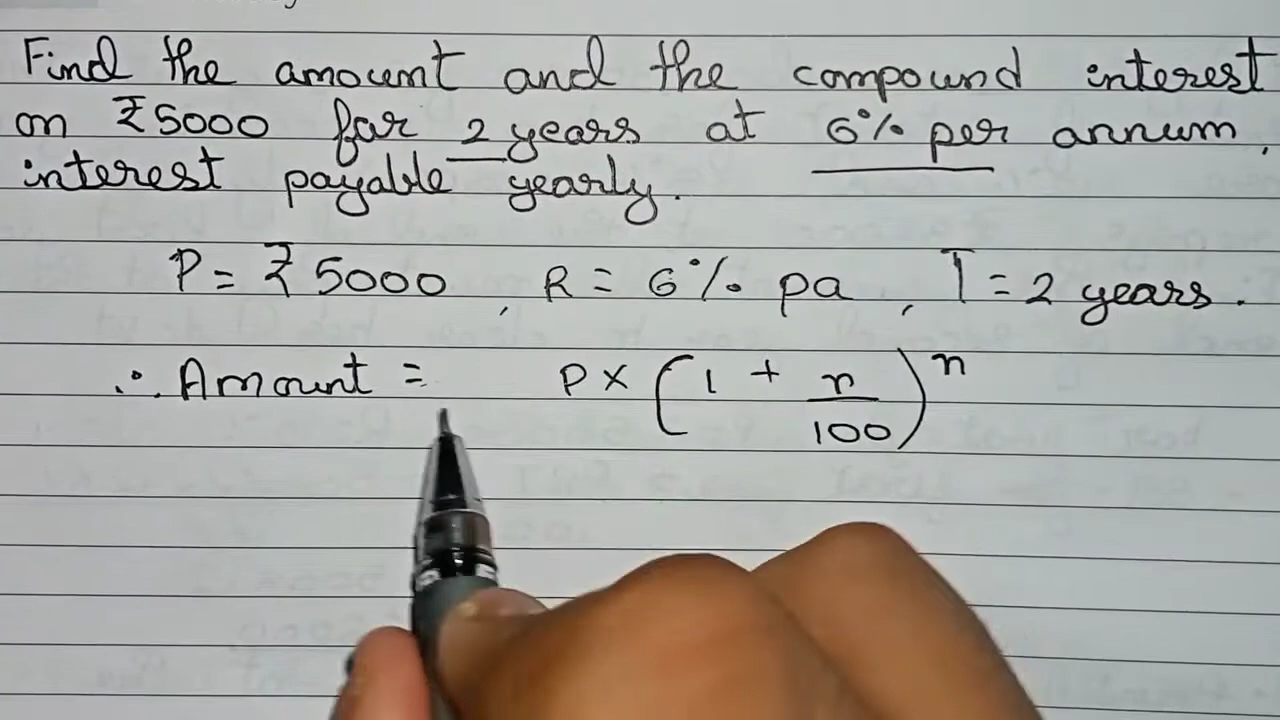 Find the amount and the compound interest
on ₹5000 for 2 years at 6% per annum,
interest payable yearly.
P = ₹5000, R = 6% pa, T = 2 years.
∴ Amount = P × (1 + r/100)^n